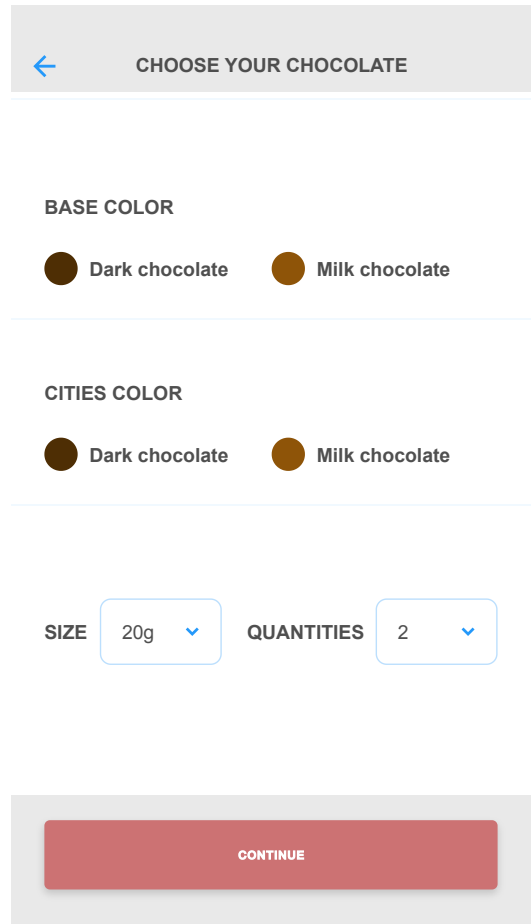 CHOOSE YOUR CHOCOLATE
BASE COLOR
Dark chocolate Milk chocolate
CITIES COLOR
Dark chocolate Milk chocolate
SIZE 20g QUANTITIES 2
CONTINUE